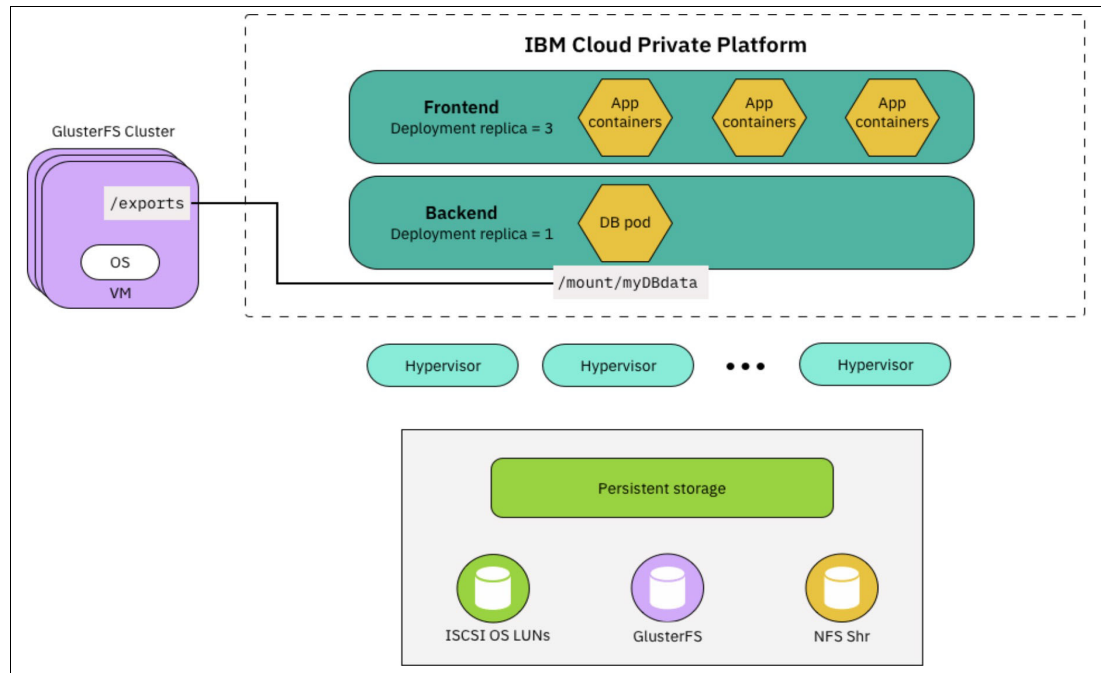 IBM Cloud Private Platform
Frontend
Deployment replica = 3
App
containers
App
containers
App
containers
GlusterFS Cluster
/exports
OS
VM
Backend
Deployment replica = 1
DB pod
/mount/myDBdata
Hypervisor
Hypervisor
Hypervisor
Persistent storage
ISCSI OS LUNs
GlusterFS
NFS Shr